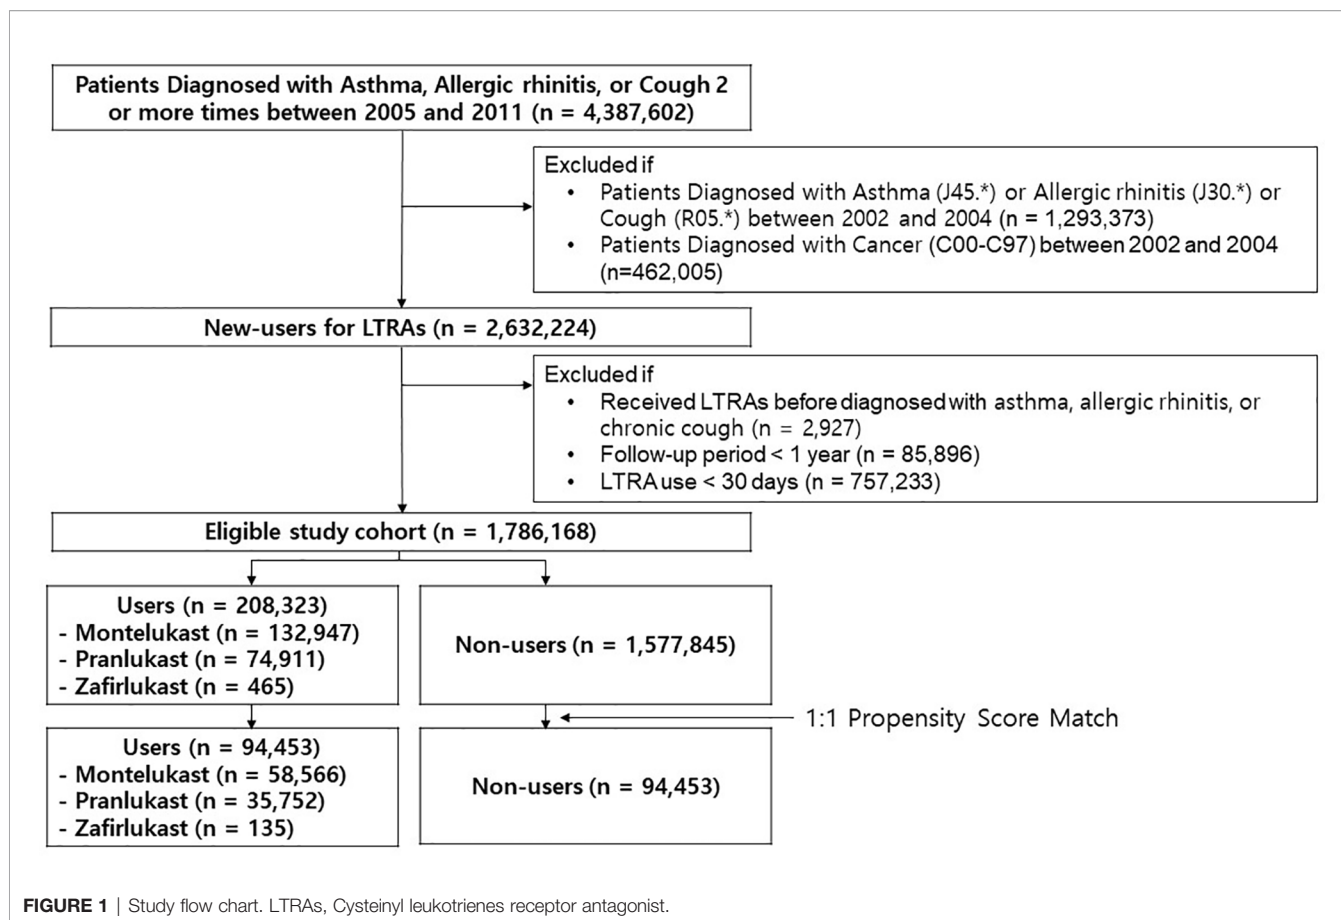 Patients Diagnosed with Asthma, Allergic rhinitis, or Cough 2
or more times between 2005 and 2011 (n = 4,387,602)
Excluded if
• Patients Diagnosed with Asthma (J45.*) or Allergic rhinitis (J30.*) or
Cough (R05.*) between 2002 and 2004 (n = 1,293,373)
• Patients Diagnosed with Cancer (C00-C97) between 2002 and 2004
(n=462,005)
New-users for LTRAs (n = 2,632,224)
Excluded if
• Received LTRAs before diagnosed with asthma, allergic rhinitis, or
chronic cough (n = 2,927)
• Follow-up period < 1 year (n = 85,896)
• LTRA use < 30 days (n = 757,233)
Eligible study cohort (n = 1,786,168)
Users (n = 208,323)
- Montelukast (n = 132,947)
- Pranlukast (n = 74,911)
- Zafirlukast (n = 465)
Non-users (n = 1,577,845)
1:1 Propensity Score Match
Users (n = 94,453)
- Montelukast (n = 58,566)
- Pranlukast (n = 35,752)
- Zafirlukast (n = 135)
Non-users (n = 94,453)
FIGURE 1 | Study flow chart. LTRAs, Cysteinyl leukotrienes receptor antagonist.